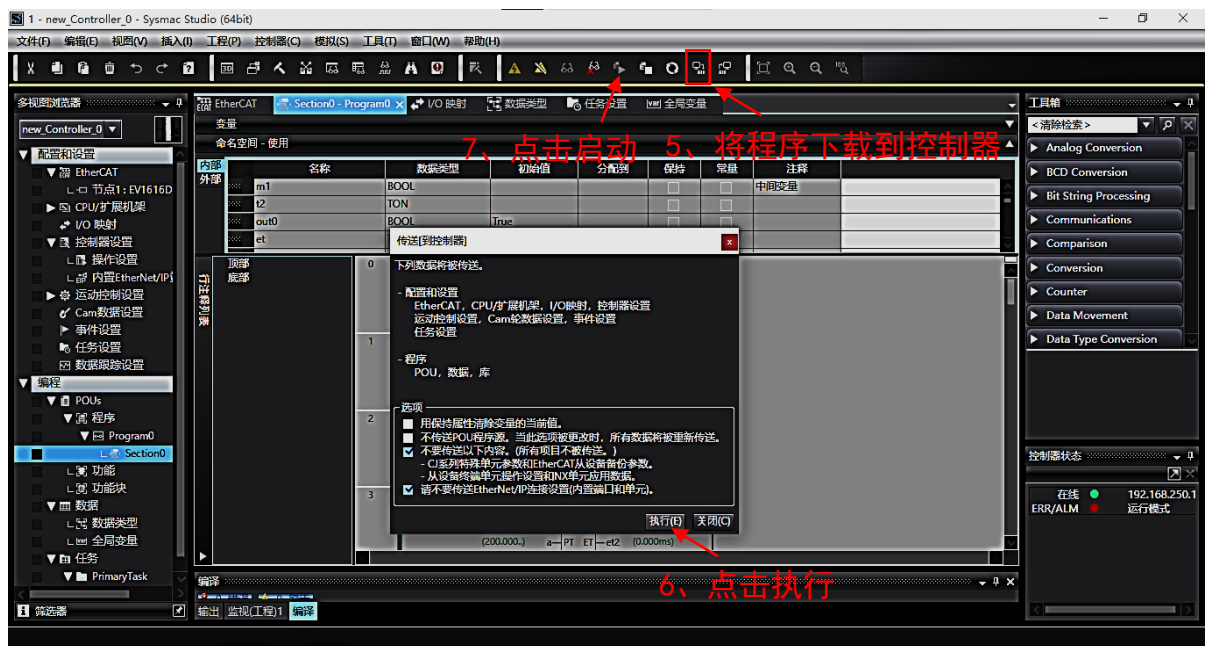 1 - new_Controller_0 - Sysmac Studio (64bit)
文件(F) 编辑(E) 视图(V) 插入(I) 工程(P) 控制器(C) 模拟(S) 工具(T) 窗口(W) 帮助(H)
多视图浏览器
new_Controller_0
配置和设置
EtherCAT
节点1 : EV1616D
CPU/扩展机架
I/O 映射
控制器设置
操作设置
内置EtherNet/IP
运动控制设置
Cam数据设置
事件设置
任务设置
数据跟踪设置
编程
POUs
程序
Program0
Section0
功能
功能块
数据
数据类型
全局变量
任务
PrimaryTask
筛选器
EtherCAT Section0 - Program0 I/O 映射 数据类型 任务设置 全局变量
变量
命名空间 - 使用
7、点击启动 5、将程序下载到控制器
内部
外部
名称 数据类型 初始值 分配到 保持 常量 注释
m1 BOOL 中间变量
t2 TON
out0 BOOL True
et
行注释列表
顶部
底部
0
1
2
3
传送[到控制器]
下列数据将被传送。
- 配置和设置
EtherCAT，CPU/扩展机架，I/O映射，控制器设置
运动控制设置，Cam轮数据设置，事件设置
任务设置
- 程序
POU，数据，库
选项
用保持属性清除变量的当前值。
不传送POU程序源。当此选项被更改时，所有数据将被重新传送。
不要传送以下内容。(所有项目不被传送。)
- CJ系列特殊单元参数和EtherCAT从设备备份参数。
- 从设备终端单元操作设置和NX单元应用数据。
请不要传送EtherNet/IP连接设置(内置端口和单元)。
执行(E) 关闭(C)
(200.000..) a PT ET et2 (0.000ms)
6、点击执行
编译
输出 监视(工程)1 编译
工具箱
<清除检索>
Analog Conversion
BCD Conversion
Bit String Processing
Communications
Comparison
Conversion
Counter
Data Movement
Data Type Conversion
控制器状态
在线 192.168.250.1
ERR/ALM 运行模式